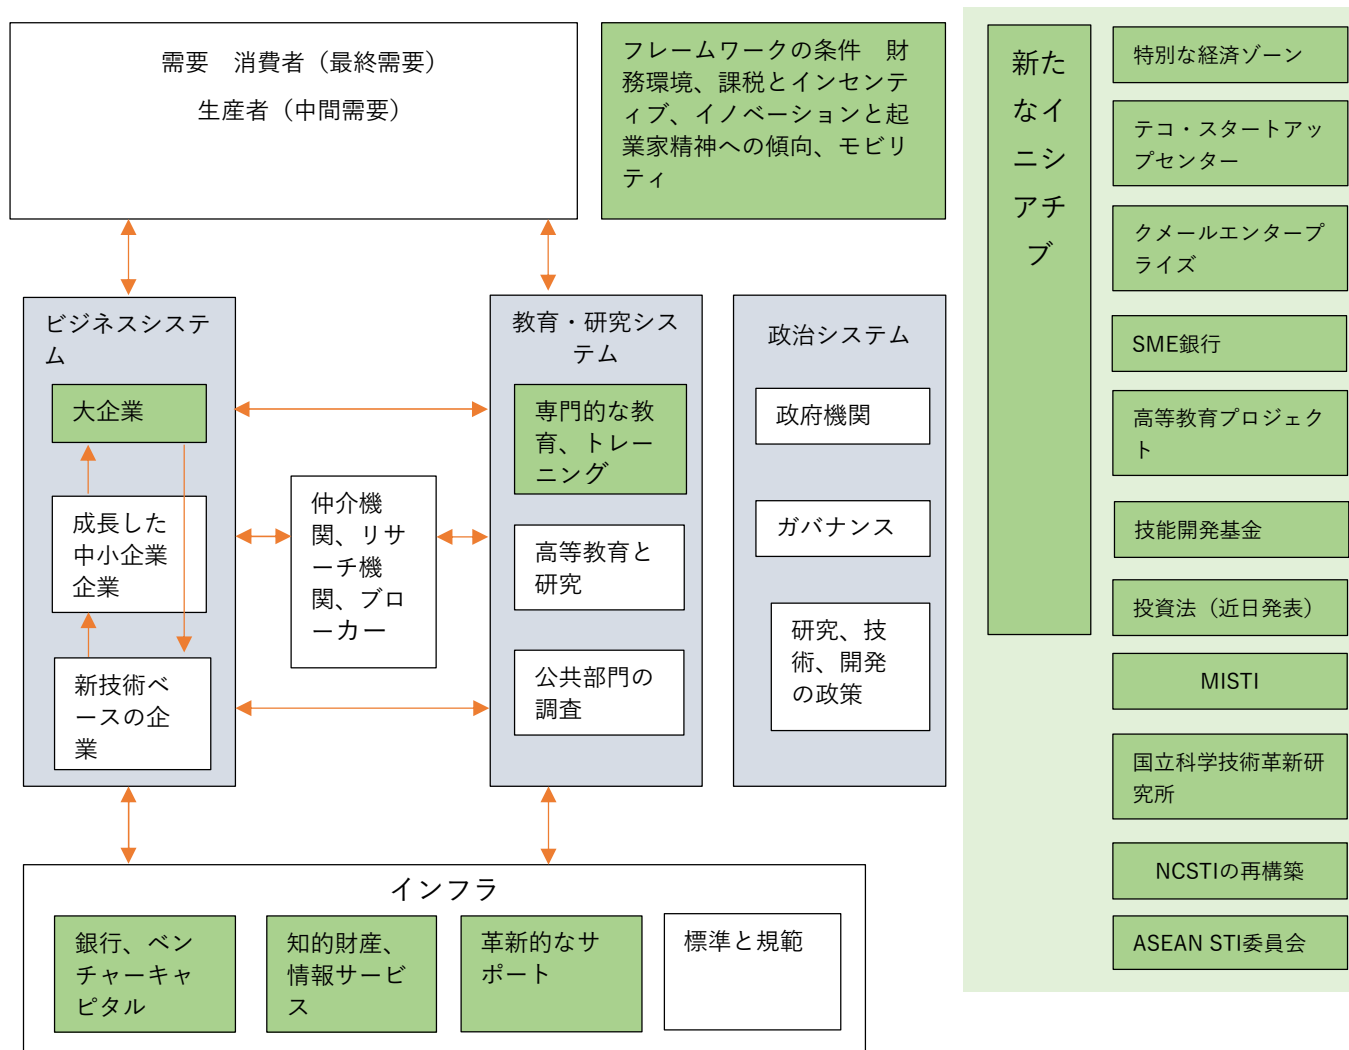 需要　消費者（最終需要）
生産者（中間需要）
フレームワークの条件　財
務環境、課税とインセンテ
ィブ、イノベーションと起
業家精神への傾向、モビリ
ティ
ビジネスシステ
ム
大企業
成長した
中小企業
企業
新技術ベ
ースの企
業
仲介機
関、リサ
ーチ機
関、ブロ
ーカー
教育・研究シス
テム
専門的な教
育、トレー
ニング
高等教育と
研究
公共部門の
調査
政治システム
政府機関
ガバナンス
研究、技
術、開発
の政策
インフラ
銀行、ベン
チャーキャ
ピタル
知的財産、
情報サービ
ス
革新的なサ
ポート
標準と規範
新た
なイ
ニシ
アチ
ブ
特別な経済ゾーン
テコ・スタートアッ
プセンター
クメールエンタープ
ライズ
SME銀行
高等教育プロジェク
ト
技能開発基金
投資法（近日発表）
MISTI
国立科学技術革新研
究所
NCSTIの再構築
ASEAN STI委員会